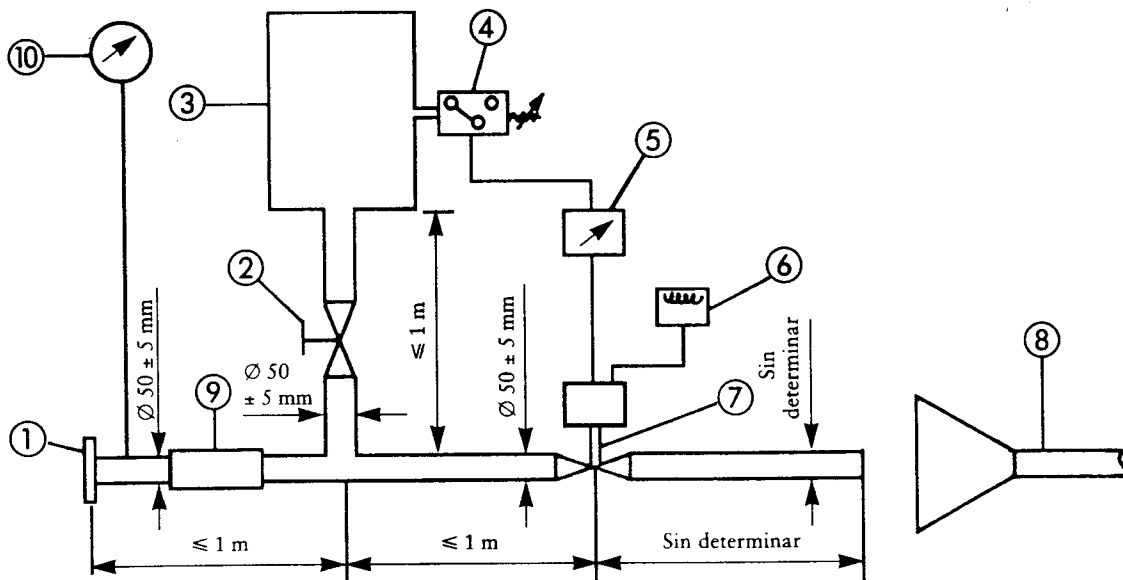 10
4
3
5
2
6
≤ 1 m
Ø 50 ± 5 mm
Ø 50 ± 5 mm
Sin
determinar
8
9
Ø 50
± 5 mm
7
1
≤ 1 m
≤ 1 m
Sin determinar